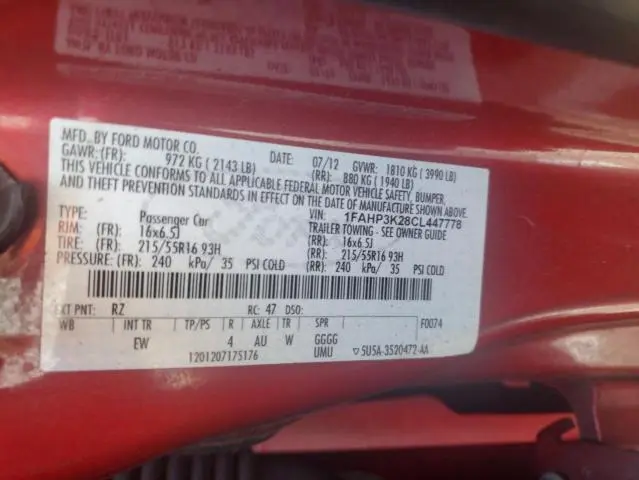 MFD. BY FORD MOTOR CO.
DATE: 07/12 GVWR: 1810 KG ( 3990 LB)
GAWR: (FR): 972 KG ( 2143 LB) (RR): 880 KG ( 1940 LB)
THIS VEHICLE CONFORMS TO ALL APPLICABLE FEDERAL MOTOR VEHICLE SAFETY, BUMPER,
AND THEFT PREVENTION STANDARDS IN EFFECT ON THE DATE OF MANUFACTURE SHOWN ABOVE.
VIN: 1FAHP3K28CL447778
TYPE: Passenger Car TRAILER TOWING - SEE OWNER GUIDE
RIM: (FR): 16x6.5J (RR): 16x6.5J
TIRE: (FR): 215/55R16 93H (RR): 215/55R16 93H
PRESSURE: (FR): 240 kPa/ 35 PSI COLD (RR): 240 kPa/ 35 PSI COLD
EXT PNT: RZ RC: 47 DSO: F0074
WB INT TR TP/PS R AXLE TR SPR
EW 4 AU W GGGG
1201207175176 UMU ▽5U5A-3520472-AA